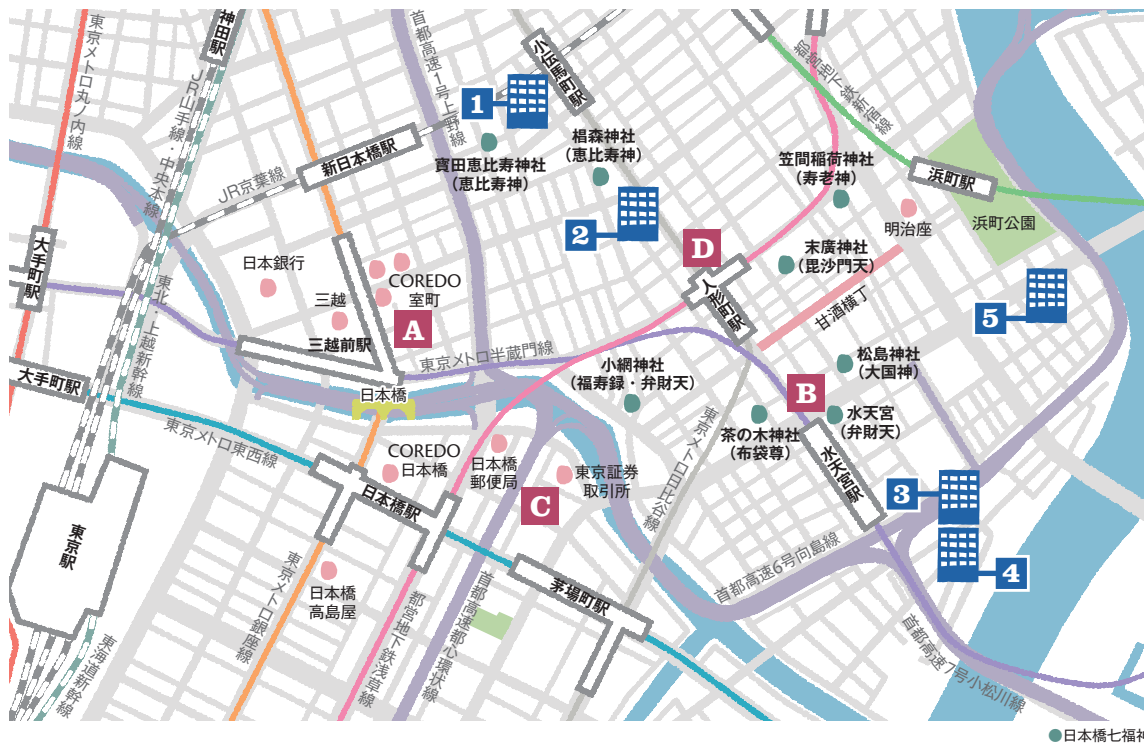 東京メトロ丸ノ内線
神田駅
JR山手線・中央本線
首都高速1号上野線
小伝馬町駅
都営地下鉄新宿線
1
椙森神社
(恵比寿神)
寶田恵比寿神社
(恵比寿神)
新日本橋駅
JR京葉線
笠間稲荷神社
(寿老神)
浜町駅
浜町公園
明治座
2
D
人形町駅
末廣神社
(毘沙門天)
甘酒横丁
5
大手町駅
日本銀行
三越
COREDO
室町
A
三越前駅
東北・上越新幹線
東京メトロ半蔵門線
小網神社
(福寿録・弁財天)
松島神社
(大国神)
B
水天宮
(弁財天)
茶の木神社
(布袋尊)
水天宮駅
大手町駅
日本橋
東京メトロ東西線
COREDO
日本橋
日本橋
郵便局
東京証券
取引所
C
東京メトロ日比谷線
3
4
日本橋駅
東京駅
日本橋
高島屋
茅場町駅
首都高速6号向島線
首都高速7号小松川線
東京メトロ銀座線
都営地下鉄浅草線
首都高速都心環状線
東海道新幹線
●日本橋七福神